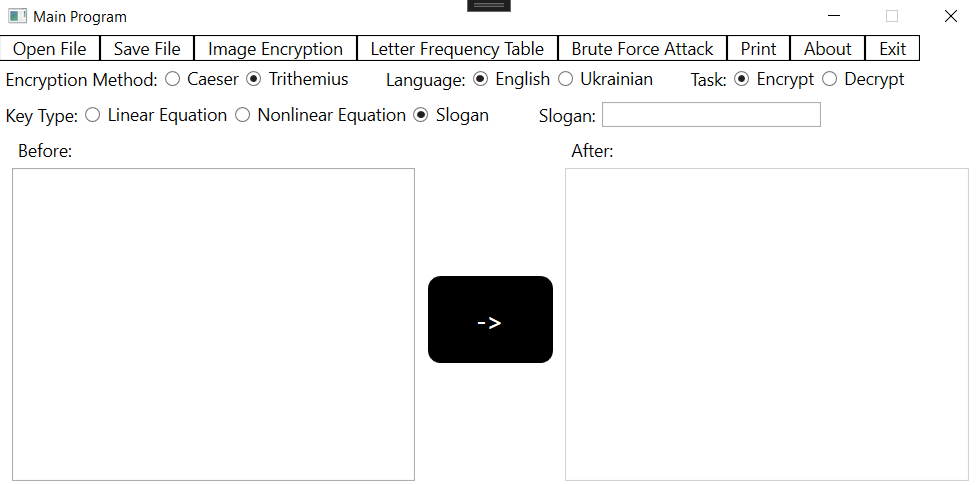 Main Program
Open File Save File Image Encryption Letter Frequency Table Brute Force Attack Print About Exit
Encryption Method: Caeser Trithemius Language: English Ukrainian Task: Encrypt Decrypt
Key Type: Linear Equation Nonlinear Equation Slogan Slogan:
Before: After:
->